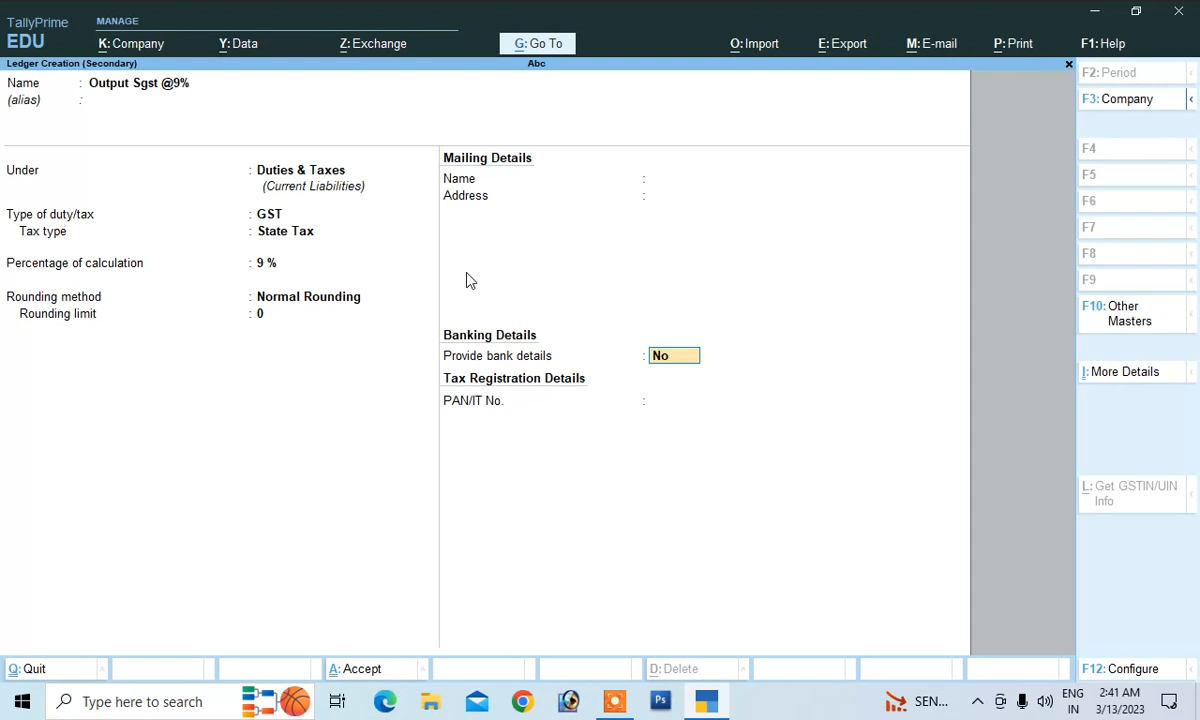 TallyPrime
EDU
MANAGE
K: Company
Y: Data
Z: Exchange
G: Go To
O: Import
E: Export
M: E-mail
P: Print
F1: Help
Ledger Creation (Secondary)
Abc
×
Name : Output Sgst @9%
(alias) :
Under : Duties & Taxes
(Current Liabilities)
Type of duty/tax : GST
Tax type : State Tax
Percentage of calculation : 9 %
Rounding method : Normal Rounding
Rounding limit : 0
Mailing Details
Name :
Address :
Banking Details
Provide bank details : No
Tax Registration Details
PAN/IT No. :
F2: Period
F3: Company
F4
F5
F6
F7
F8
F9
F10: Other
Masters
I: More Details
L: Get GSTIN/UIN
Info
Q: Quit
A: Accept
D: Delete
F12: Configure
Type here to search
Ps
SEN...
ENG
IN
2:41 AM
3/13/2023